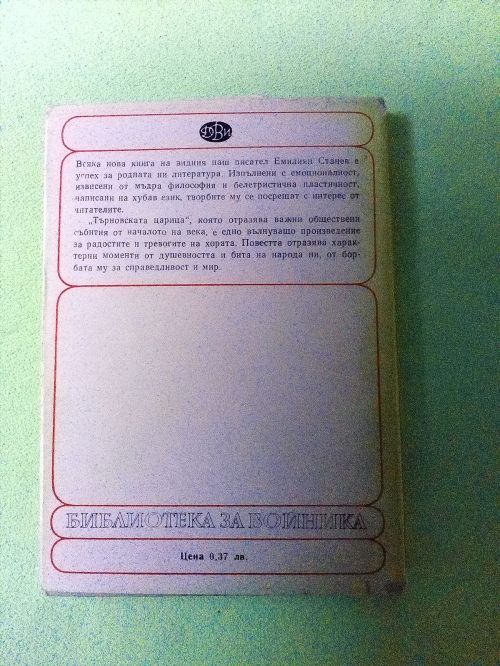 ДВИ
Всяка нова книга на видния наш писател Емилиян Станев е
успех за родната ни литература. Изпълнени с емоционалност,
извисени от мъдра философия и белетристична пластичност,
написани на хубав език, творбите му се посрещат с интерес от
читателите.
„Търновската царица“, която отразява важни обществени
събития от началото на века, е едно вълнуващо произведение
за радостите и тревогите на хората. Повестта отразява харак-
терни моменти от душевността и бита на народа ни, от бор-
бата му за справедливост и мир.
БИБЛИОТЕКА ЗА ВОЙНИКА
Цена 0,37 лв.